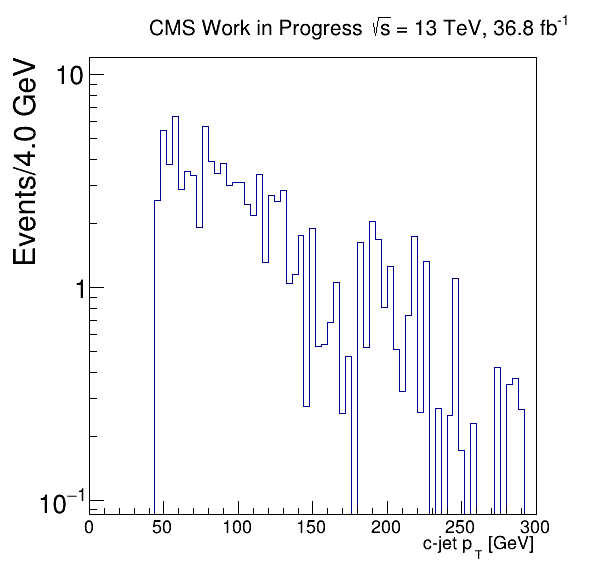 CMS Work in Progress √s = 13 TeV, 36.8 fb⁻¹
Events/4.0 GeV
10
1
10⁻¹
0 50 100 150 200 250 300
c-jet p_T [GeV]